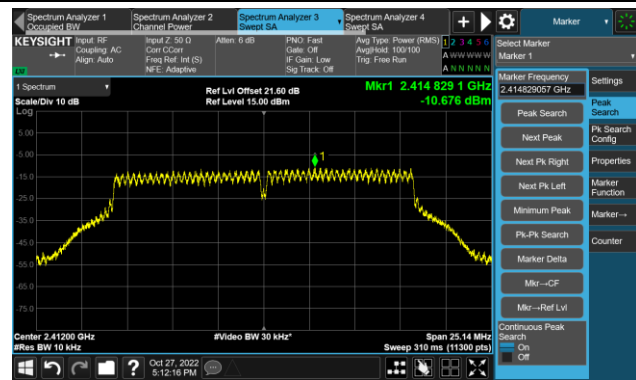 Spectrum Analyzer 1
Occupied BW
Spectrum Analyzer 2
Channel Power
Spectrum Analyzer 3
Swept SA
Spectrum Analyzer 4
Swept SA
Marker
KEYSIGHT
Input: RF
Coupling: AC
Align: Auto
Input Z: 50 Ω
Corr CCorr
Freq Ref: Int (S)
NFE: Adaptive
Atten: 6 dB
PNO: Fast
Gate: Off
IF Gain: Low
Sig Track: Off
Avg Type: Power (RMS)
Avg|Hold: 100/100
Trig: Free Run
1 2 3 4 5 6
A W W W W W
A N N N N N
Select Marker
Marker 1
1 Spectrum
Scale/Div 10 dB
Log
Ref Lvl Offset 21.60 dB
Ref Level 15.00 dBm
Mkr1 2.414 829 1 GHz
-10.676 dBm
Marker Frequency
2.414829057 GHz
Settings
Peak Search
Peak
Search
Next Peak
Pk Search
Config
Next Pk Right
Properties
Next Pk Left
Marker
Function
Minimum Peak
Marker→
Pk-Pk Search
Counter
Marker Delta
Mkr→CF
Mkr→Ref Lvl
Continuous Peak
Search
On
Off
5.00
-5.00
-15.0
-25.0
-35.0
-45.0
-55.0
-65.0
-75.0
1
Center 2.41200 GHz
#Res BW 10 kHz
#Video BW 30 kHz*
Span 25.14 MHz
Sweep 310 ms (11300 pts)
?
Oct 27, 2022
5:12:16 PM